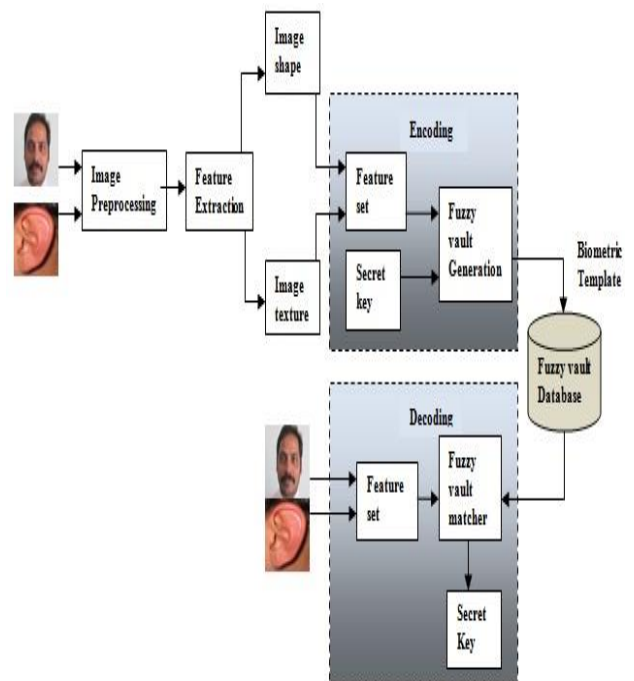 Image
shape
Encoding
Image
Preprocessing
Feature
Extraction
Feature
set
Fuzzy
vault
Generation
Biometric
Template
Secret
key
Image
texture
Fuzzy vault
Database
Decoding
Feature
set
Fuzzy
vault
matcher
Secret
Key